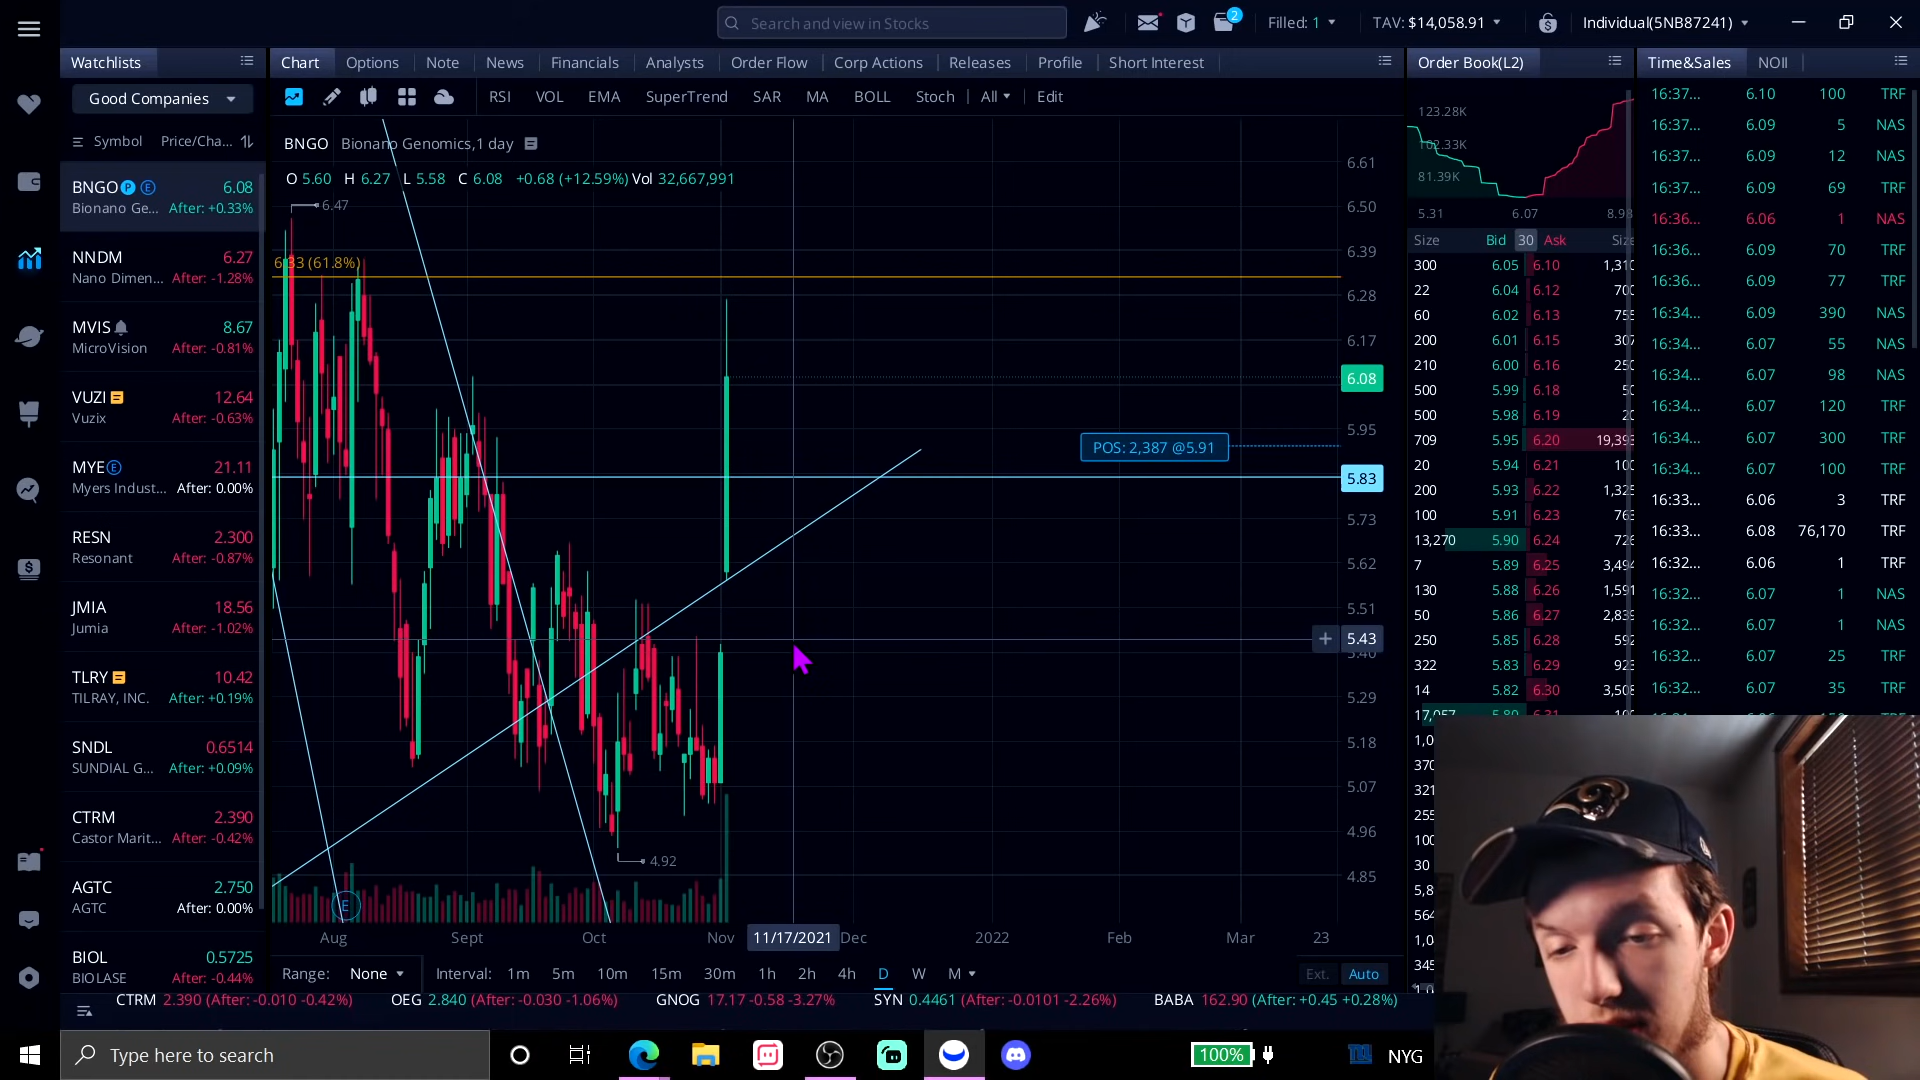 Search and view in Stocks
2
Filled: 1
TAV: $14,058.91
Individual(5NB87241)
Watchlists
Chart
Options
Note
News
Financials
Analysts
Order Flow
Corp Actions
Releases
Profile
Short Interest
Order Book(L2)
Time&Sales
NOII
Good Companies
RSI
VOL
EMA
SuperTrend
SAR
MA
BOLL
Stoch
All
Edit
Symbol Price/Cha...
BNGO P E 6.08
Bionano Ge... After: +0.33%
NNDM 6.27
Nano Dimen... After: -1.28%
MVIS 8.67
MicroVision After: -0.81%
VUZI 12.64
Vuzix After: -0.63%
MYE E 21.11
Myers Indust... After: 0.00%
RESN 2.300
Resonant After: -0.87%
JMIA 18.56
Jumia After: -1.02%
TLRY 10.42
TILRAY, INC. After: +0.19%
SNDL 0.6514
SUNDIAL G... After: +0.09%
CTRM 2.390
Castor Marit... After: -0.42%
AGTC 2.750
AGTC After: 0.00%
BIOL 0.5725
BIOLASE After: -0.44%
BNGO Bionano Genomics,1 day
O 5.60 H 6.27 L 5.58 C 6.08 +0.68 (+12.59%) Vol 32,667,991
6.47
6.33 (61.8%)
POS: 2,387 @5.91
4.92
E
6.61
6.50
6.39
6.28
6.17
6.08
5.95
5.83
5.73
5.62
5.51
5.43
5.40
5.29
5.18
5.07
4.96
4.85
Aug Sept Oct Nov 11/17/2021 Dec 2022 Feb Mar 23
Range: None Interval: 1m 5m 10m 15m 30m 1h 2h 4h D W M Ext. Auto
123.28K
102.33K
81.39K
5.31 6.07 8.98
Size Bid 30 Ask Size
300 6.05 6.10 1,310
22 6.04 6.12 700
60 6.02 6.13 755
200 6.01 6.15 307
210 6.00 6.16 250
500 5.99 6.18 50
500 5.98 6.19 20
709 5.95 6.20 19,393
20 5.94 6.21 100
200 5.93 6.22 1,325
100 5.91 6.23 763
13,270 5.90 6.24 726
7 5.89 6.25 3,494
130 5.88 6.26 1,591
50 5.86 6.27 2,839
250 5.85 6.28 592
322 5.83 6.29 923
14 5.82 6.30 3,508
17,057 5.80 6.31
1,0
370
321
255
100
30
5,8
564
1,0
345
16:37... 6.10 100 TRF
16:37... 6.09 5 NAS
16:37... 6.09 12 NAS
16:37... 6.09 69 TRF
16:36... 6.06 1 NAS
16:36... 6.09 70 TRF
16:36... 6.09 77 TRF
16:34... 6.09 390 NAS
16:34... 6.07 55 NAS
16:34... 6.07 98 NAS
16:34... 6.07 120 TRF
16:34... 6.07 300 TRF
16:34... 6.07 100 TRF
16:33... 6.06 3 TRF
16:33... 6.08 76,170 TRF
16:32... 6.06 1 TRF
16:32... 6.07 1 NAS
16:32... 6.07 1 NAS
16:32... 6.07 25 TRF
16:32... 6.07 35 TRF
CTRM 2.390 (After: -0.010 -0.42%) OEG 2.840 (After: -0.030 -1.06%) GNOG 17.17 -0.58 -3.27% SYN 0.4461 (After: -0.0101 -2.26%) BABA 162.90 (After: +0.45 +0.28%)
Type here to search
100%
NYG